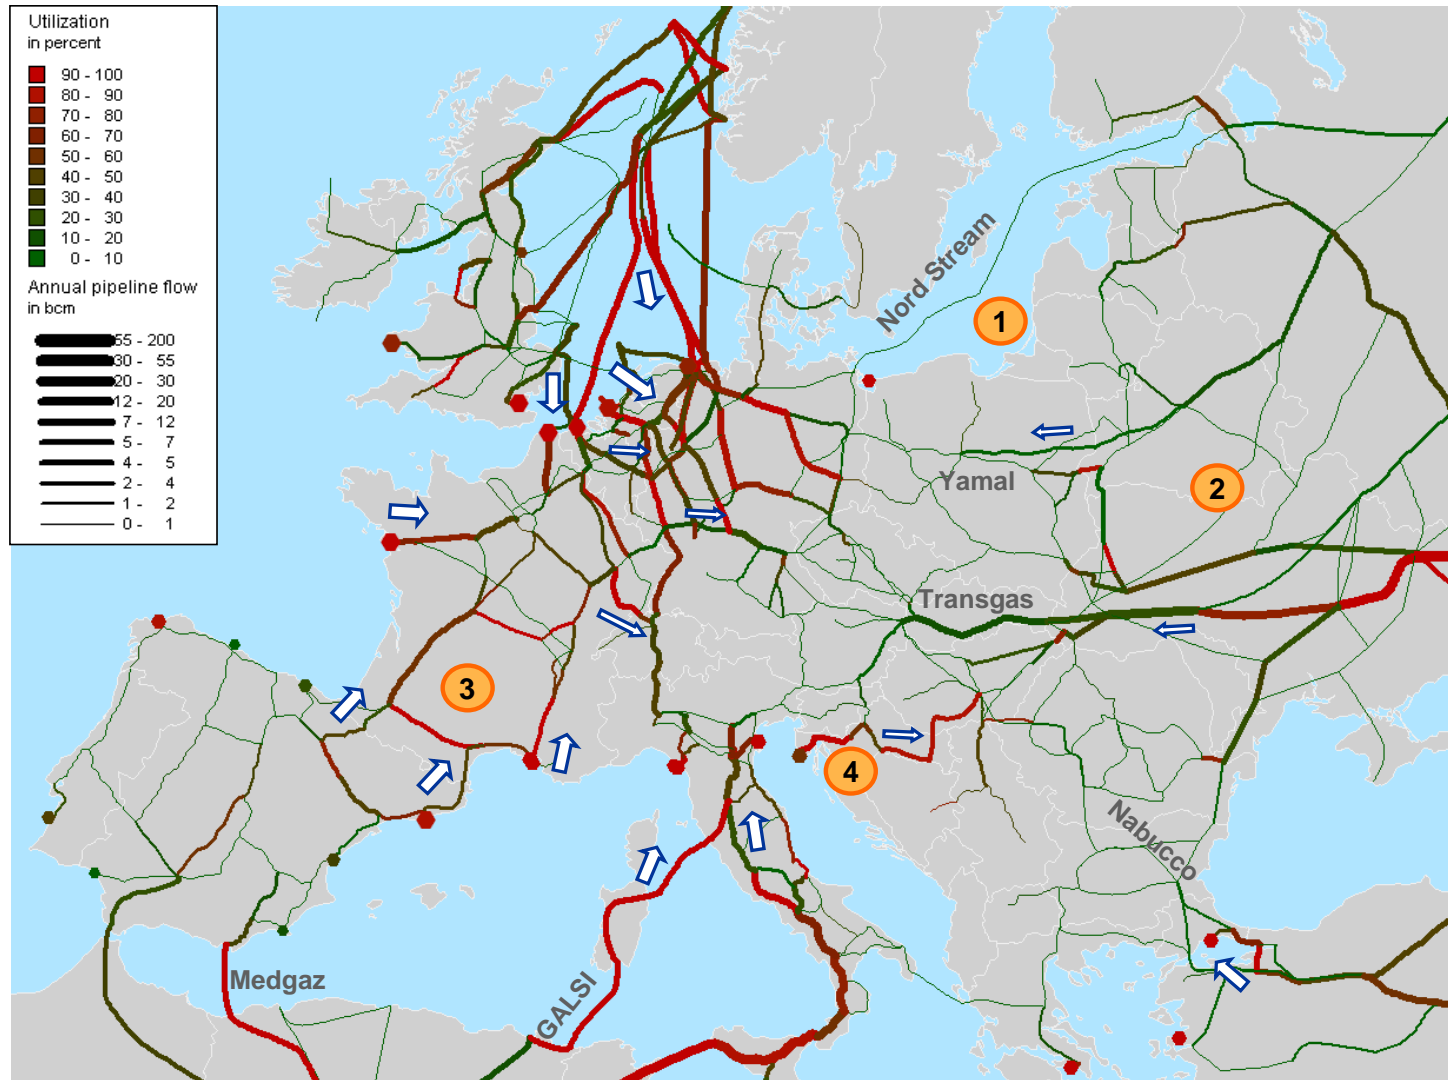 Utilization
in percent
90 - 100
80 - 90
70 - 80
60 - 70
50 - 60
40 - 50
30 - 40
20 - 30
10 - 20
0 - 10
Annual pipeline flow
in bcm
55 - 200
30 - 55
20 - 30
12 - 20
7 - 12
5 - 7
4 - 5
2 - 4
1 - 2
0 - 1
Nord Stream
1
Yamal
2
Transgas
3
4
Nabucco
Medgaz
GALSI